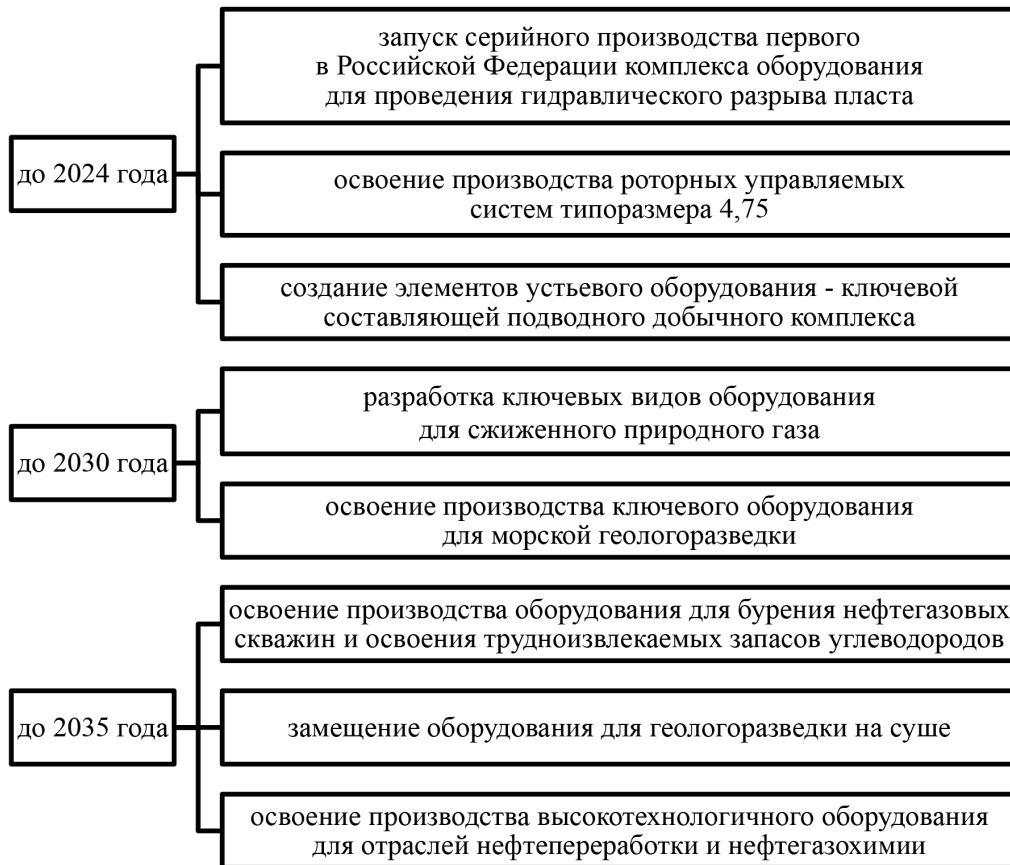 до 2024 года
запуск серийного производства первого
в Российской Федерации комплекса оборудования
для проведения гидравлического разрыва пласта
освоение производства роторных управляемых
систем типоразмера 4,75
создание элементов устьевого оборудования - ключевой
составляющей подводного добычного комплекса
до 2030 года
разработка ключевых видов оборудования
для сжиженного природного газа
освоение производства ключевого оборудования
для морской геологоразведки
до 2035 года
освоение производства оборудования для бурения нефтегазовых
скважин и освоения трудноизвлекаемых запасов углеводородов
замещение оборудования для геологоразведки на суше
освоение производства высокотехнологичного оборудования
для отраслей нефтепереработки и нефтегазохимии